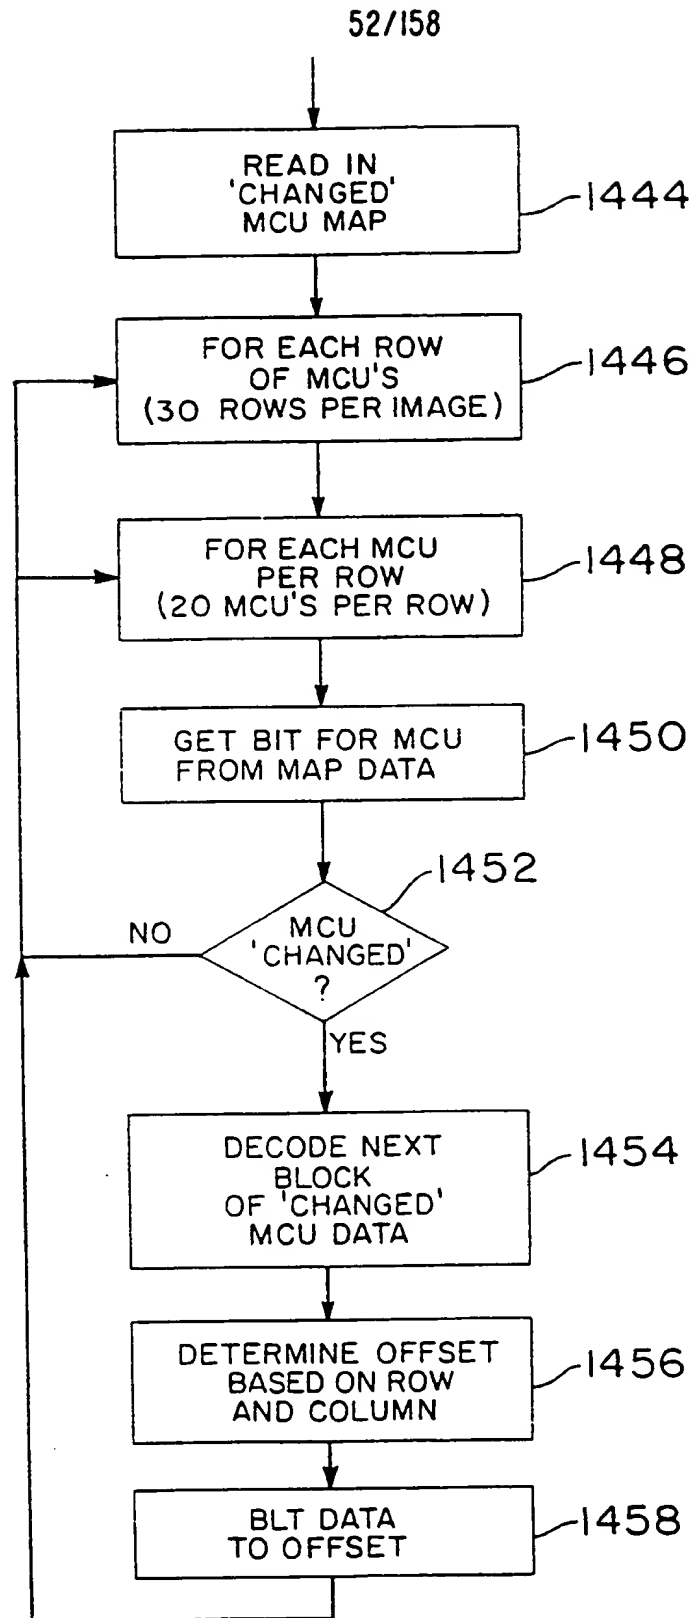 52/158
READ IN
'CHANGED'
MCU MAP
1444
FOR EACH ROW
OF MCU'S
(30 ROWS PER IMAGE)
1446
FOR EACH MCU
PER ROW
(20 MCU'S PER ROW)
1448
GET BIT FOR MCU
FROM MAP DATA
1450
1452
MCU
'CHANGED'
?
NO
YES
DECODE NEXT
BLOCK
OF 'CHANGED'
MCU DATA
1454
DETERMINE OFFSET
BASED ON ROW
AND COLUMN
1456
BLT DATA
TO OFFSET
1458